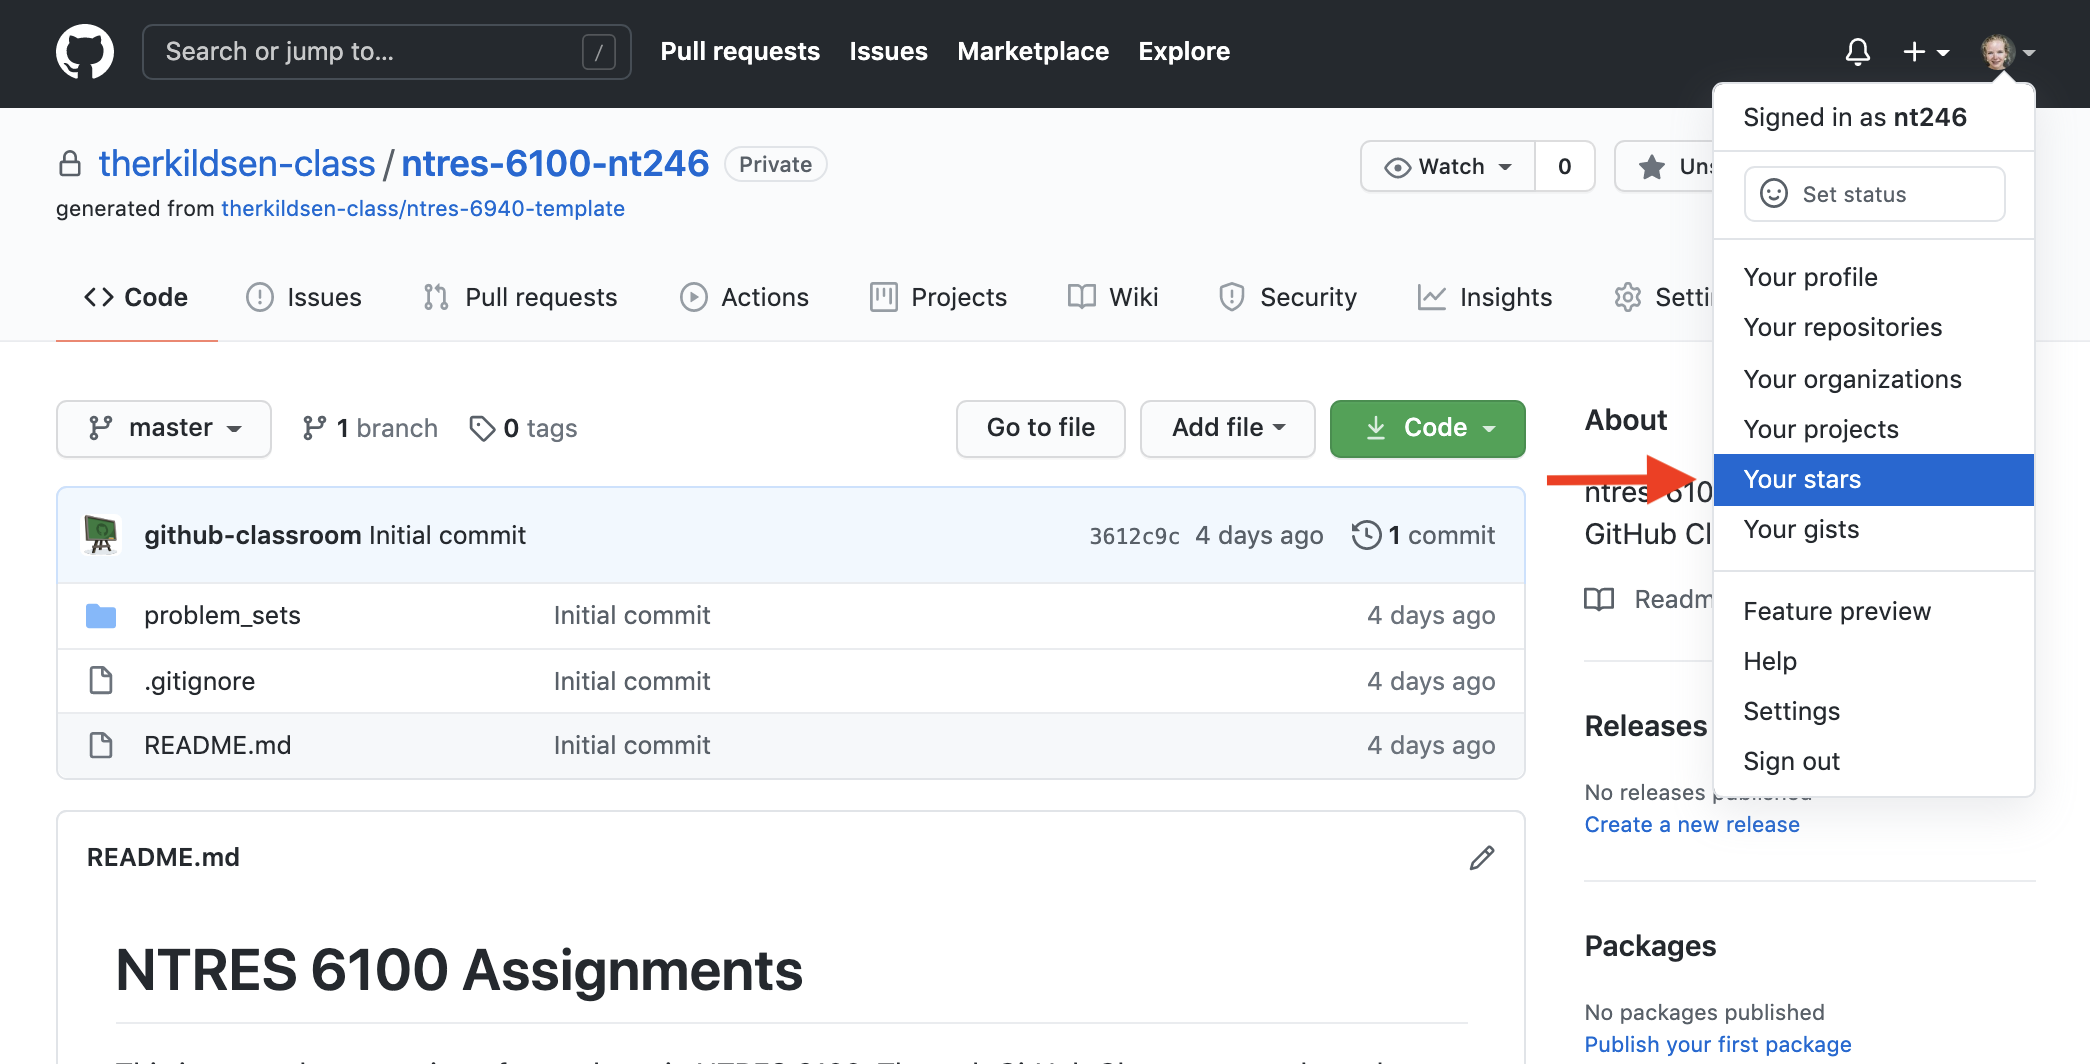 Search or jump to... / Pull requests Issues Marketplace Explore
Signed in as nt246
therkildsen-class / ntres-6100-nt246 Private
Watch 0
generated from therkildsen-class/ntres-6940-template
Set status
Code Issues Pull requests Actions Projects Wiki Security Insights
Your profile
Your repositories
Your organizations
Your projects
Your stars
Your gists
Feature preview
Help
Settings
Sign out
master 1 branch 0 tags Go to file Add file Code
About
GitHub Cl
github-classroom Initial commit 3612c9c 4 days ago 1 commit
problem_sets Initial commit 4 days ago
.gitignore Initial commit 4 days ago
README.md Initial commit 4 days ago
Readm
Releases
No releases published
Create a new release
README.md
NTRES 6100 Assignments
Packages
No packages published
Publish your first package